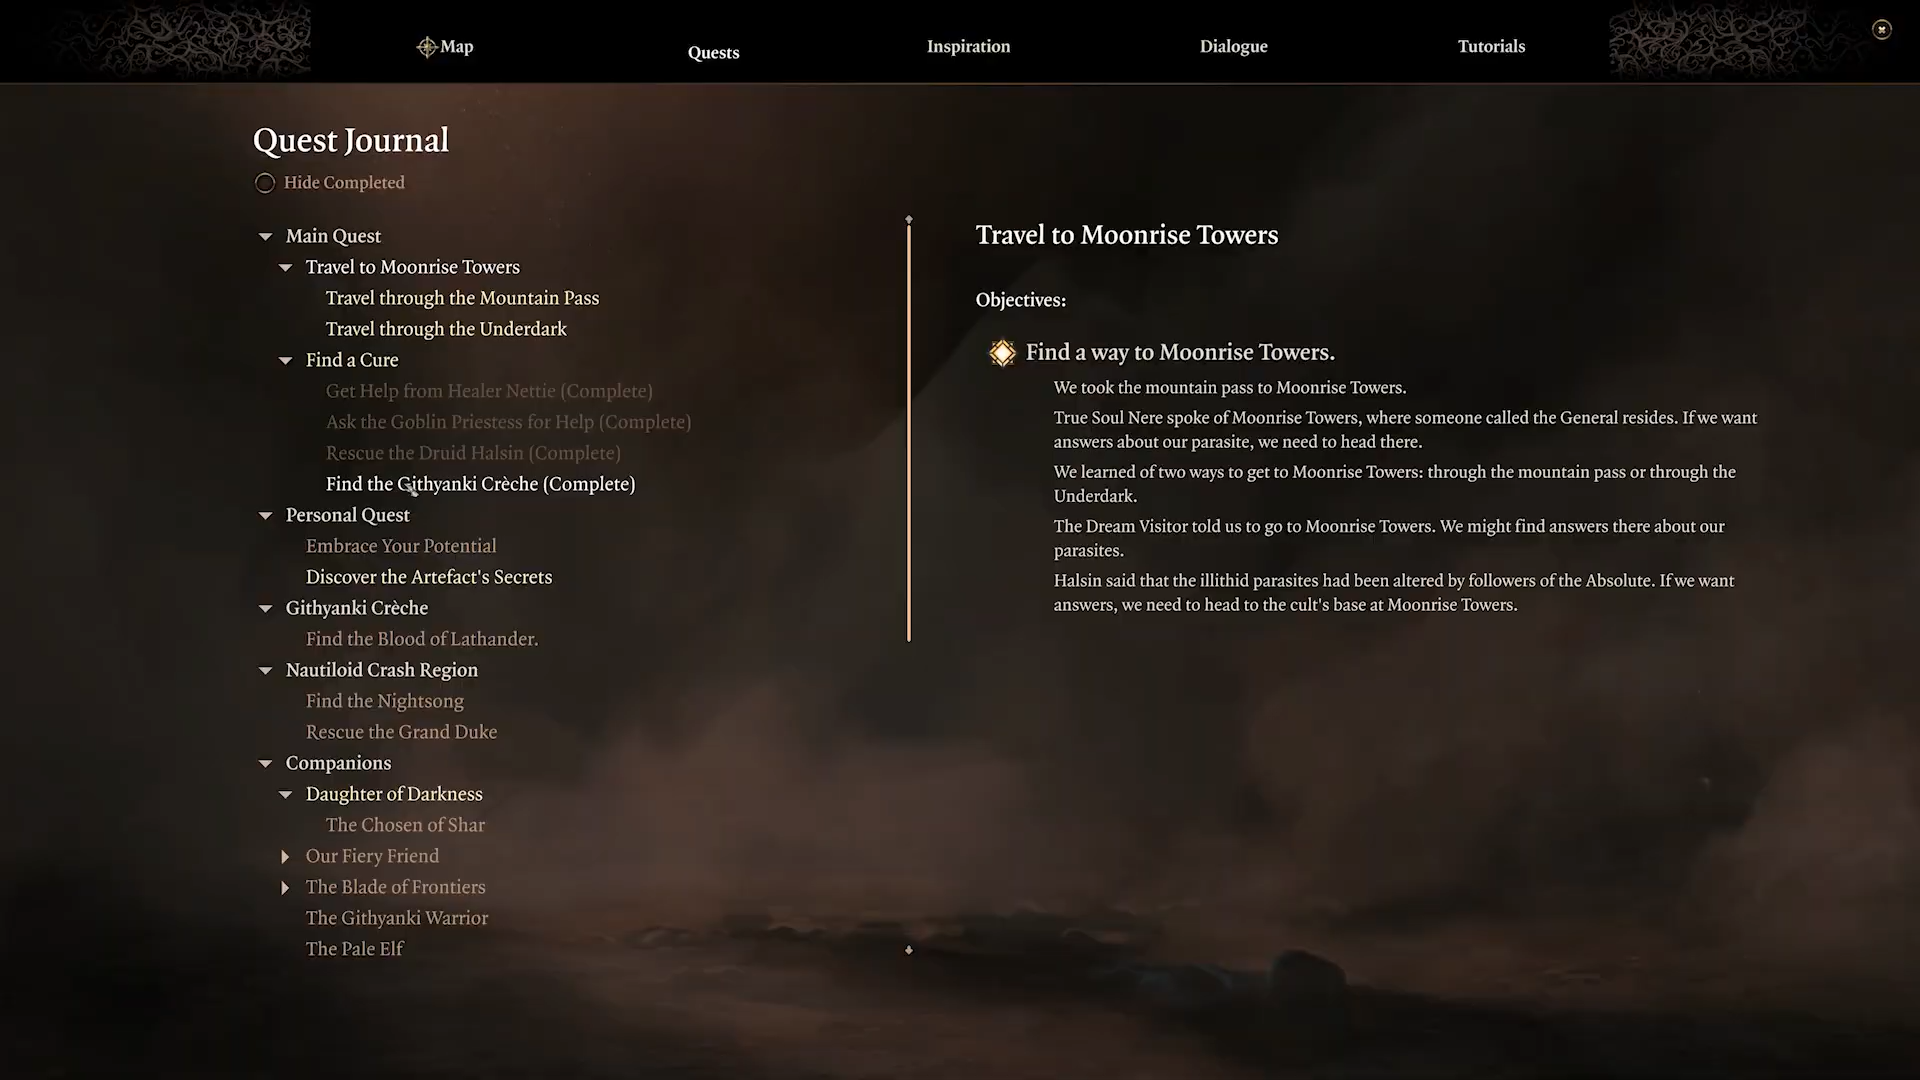 Map
Quests
Inspiration
Dialogue
Tutorials
Quest Journal
Hide Completed
Main Quest
Travel to Moonrise Towers
Travel through the Mountain Pass
Travel through the Underdark
Find a Cure
Get Help from Healer Nettie (Complete)
Ask the Goblin Priestess for Help (Complete)
Rescue the Druid Halsin (Complete)
Find the Githyanki Crèche (Complete)
Personal Quest
Embrace Your Potential
Discover the Artefact's Secrets
Githyanki Crèche
Find the Blood of Lathander.
Nautiloid Crash Region
Find the Nightsong
Rescue the Grand Duke
Companions
Daughter of Darkness
The Chosen of Shar
Our Fiery Friend
The Blade of Frontiers
The Githyanki Warrior
The Pale Elf
Travel to Moonrise Towers
Objectives:
Find a way to Moonrise Towers.
We took the mountain pass to Moonrise Towers.
True Soul Nere spoke of Moonrise Towers, where someone called the General resides. If we want
answers about our parasite, we need to head there.
We learned of two ways to get to Moonrise Towers: through the mountain pass or through the
Underdark.
The Dream Visitor told us to go to Moonrise Towers. We might find answers there about our
parasites.
Halsin said that the illithid parasites had been altered by followers of the Absolute. If we want
answers, we need to head to the cult's base at Moonrise Towers.